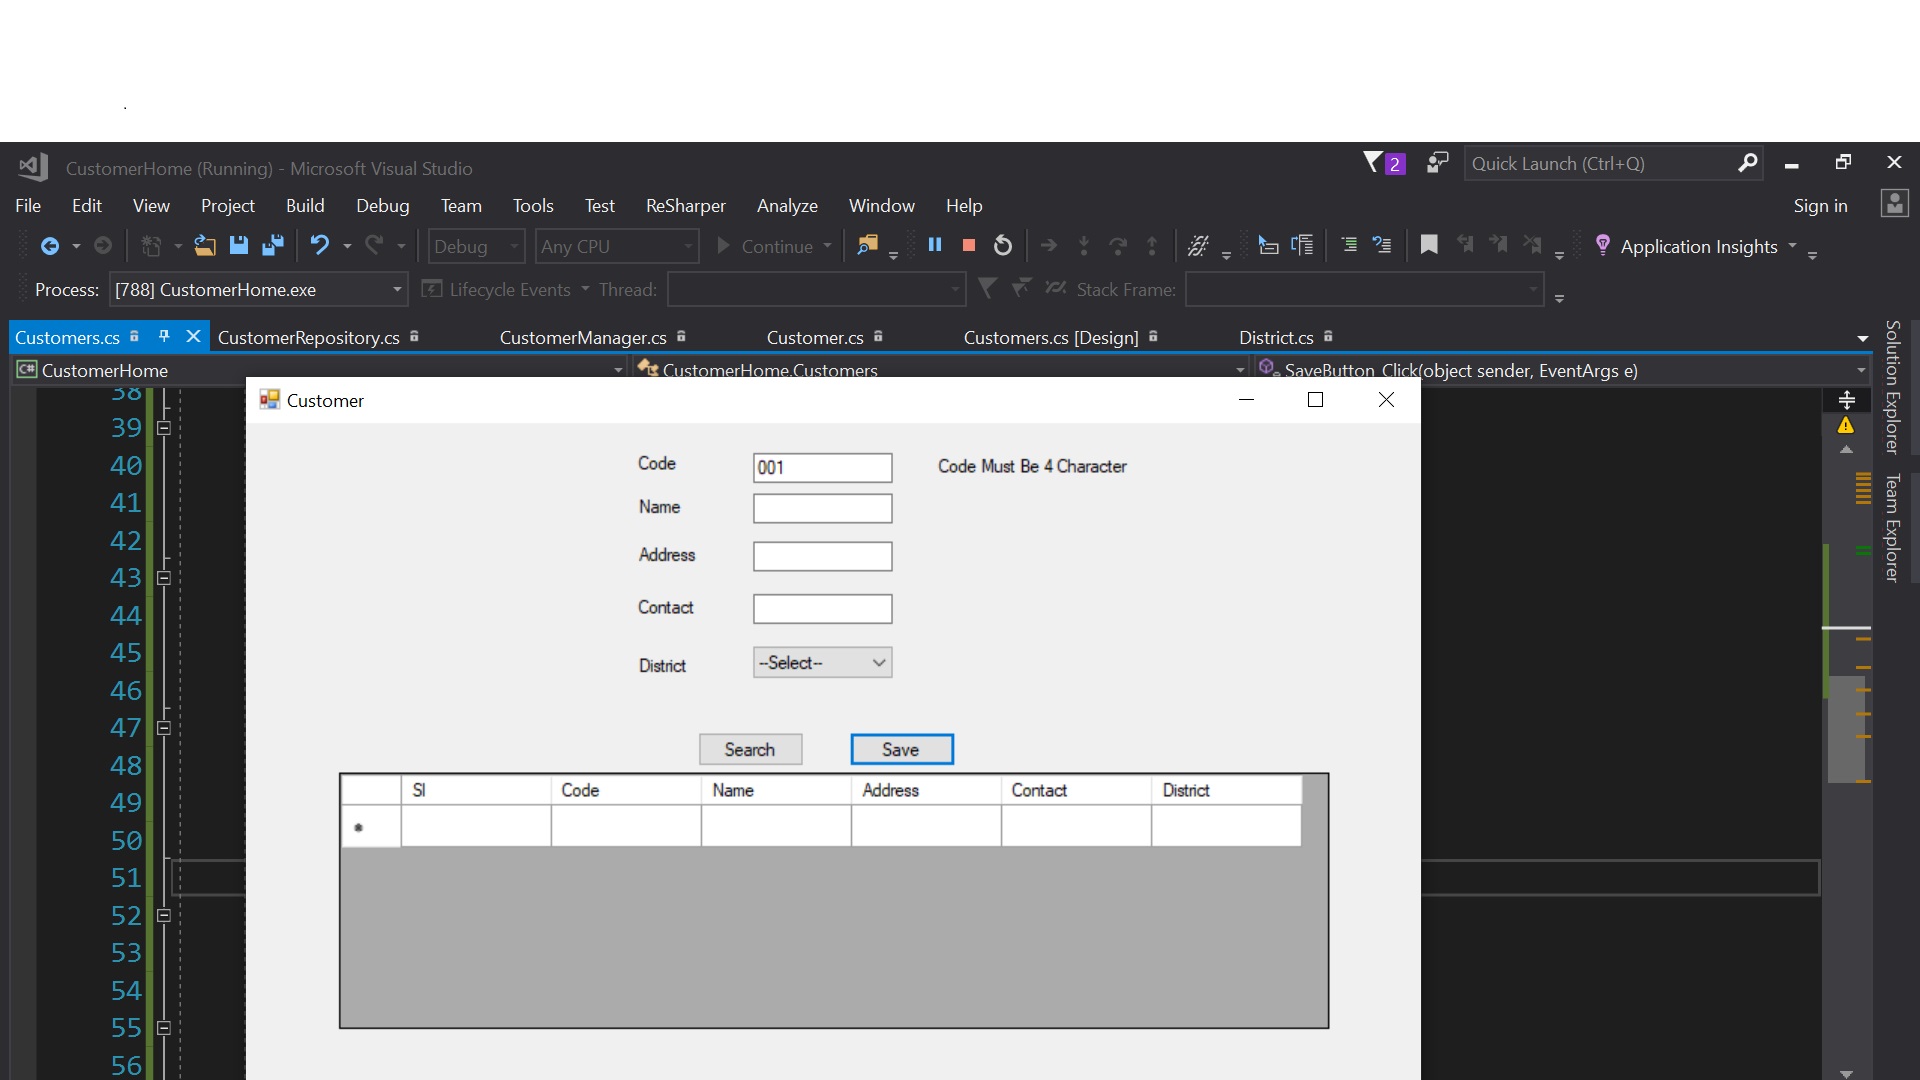 .
CustomerHome (Running) - Microsoft Visual Studio
2
Quick Launch (Ctrl+Q)
File Edit View Project Build Debug Team Tools Test ReSharper Analyze Window Help
Sign in
Debug Any CPU Continue Application Insights
Process: [788] CustomerHome.exe Lifecycle Events Thread: Stack Frame:
Customers.cs CustomerRepository.cs CustomerManager.cs Customer.cs Customers.cs [Design] District.cs
C# CustomerHome CustomerHome.Customers SaveButton_Click(object sender, EventArgs e)
Solution Explorer
Team Explorer
38
39
40
41
42
43
44
45
46
47
48
49
50
51
52
53
54
55
56
Customer
Code 001 Code Must Be 4 Character
Name
Address
Contact
District --Select--
Search Save
Sl Code Name Address Contact District